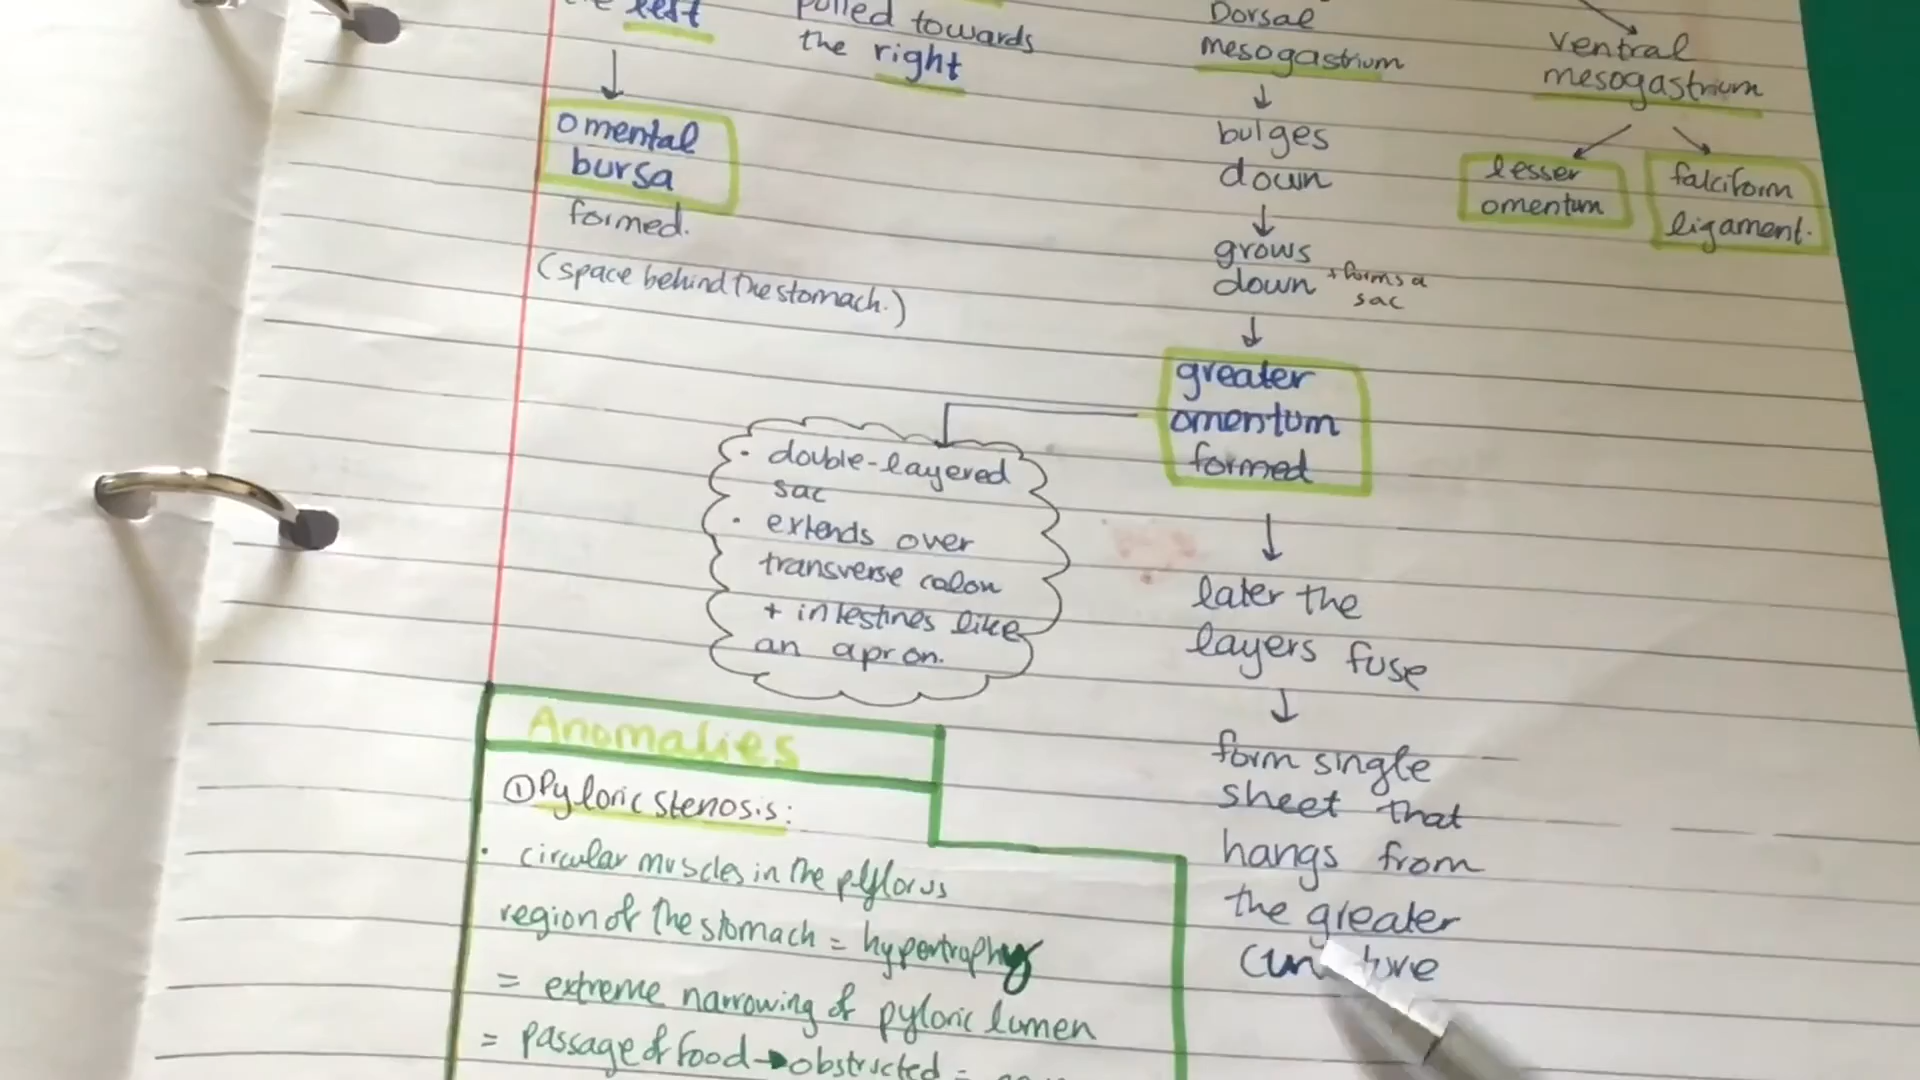 the left
pulled towards
the right
omental
bursa
formed.
(space behind the stomach.)
Dorsal
mesogastrium
bulges
down
grows
down + forms a
sac
greater
omentum
formed
later the
layers fuse
form single
sheet that
hangs from
the greater
Ventral
mesogastrium
lesser
omentum
falciform
ligament.
• double-layered
sac
• extends over
transverse colon
+ intestines like
an apron.
Anomalies
① Pyloric stenosis:
• circular muscles in the pylorus
region of the stomach = hypertrophy
= extreme narrowing of pyloric lumen
= passage of food → obstructed =